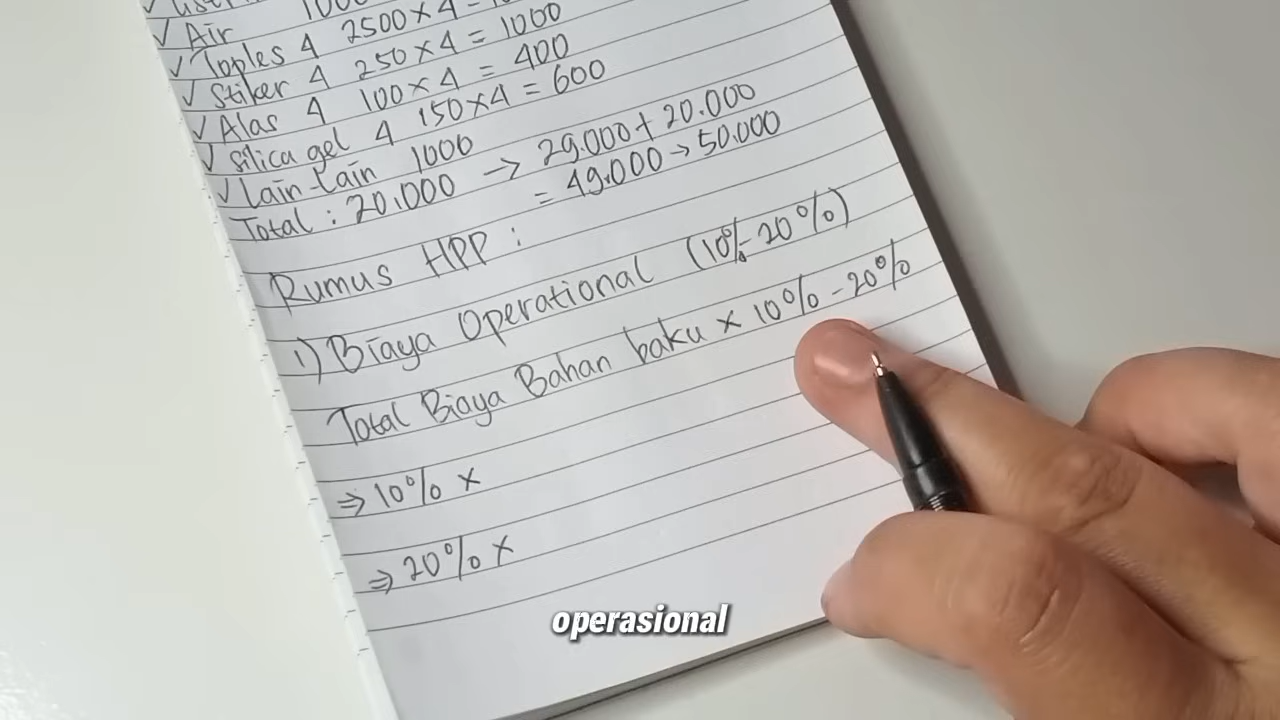 ✓ Air 1000
✓ Toples 4 2500 × 4 =
✓ Stiker 4 250 × 4 = 1000
✓ Alas 4 100 × 4 = 400
✓ Silica gel 4 150 × 4 = 600
✓ Lain-lain 1000
Total : 20.000 → 29.000 + 20.000
= 49.000 → 50.000
Rumus HPP :
1) Biaya Operational (10%-20%)
Total Biaya Bahan baku × 10% - 20%
⇒ 10% ×
⇒ 20% ×
operasional